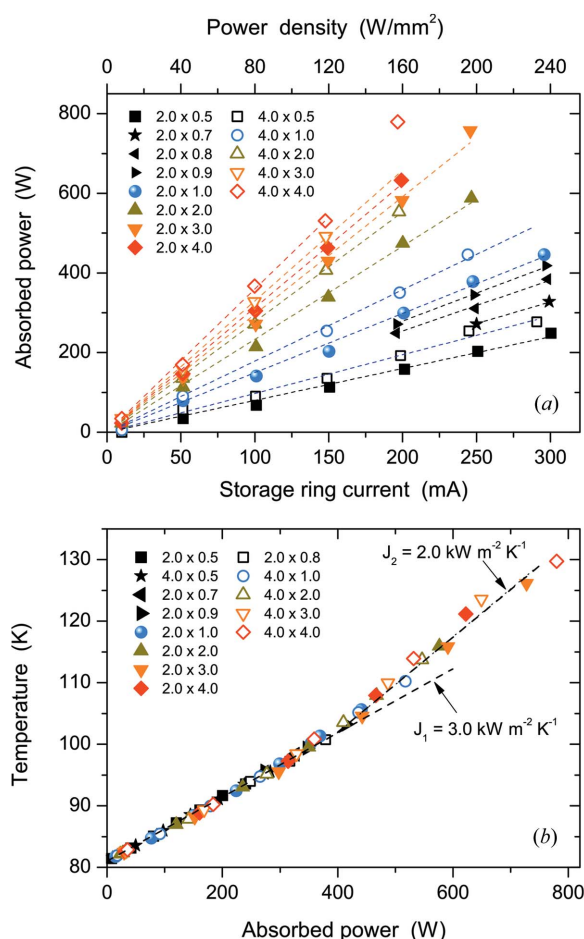 Power density (W/mm²)
0 40 80 120 160 200 240
800
600
400
200
0
Absorbed power (W)
2.0 x 0.5 4.0 x 0.5
2.0 x 0.7 4.0 x 1.0
2.0 x 0.8 4.0 x 2.0
2.0 x 0.9 4.0 x 3.0
2.0 x 1.0 4.0 x 4.0
2.0 x 2.0
2.0 x 3.0
2.0 x 4.0
(a)
0 50 100 150 200 250 300
Storage ring current (mA)
130
120
110
100
90
80
Temperature (K)
2.0 x 0.5 2.0 x 0.8
4.0 x 0.5 4.0 x 1.0
2.0 x 0.7 4.0 x 2.0
2.0 x 0.9 4.0 x 3.0
2.0 x 1.0 4.0 x 4.0
2.0 x 2.0
2.0 x 3.0
2.0 x 4.0
J₂ = 2.0 kW m⁻² K⁻¹
J₁ = 3.0 kW m⁻² K⁻¹
(b)
0 200 400 600 800
Absorbed power (W)